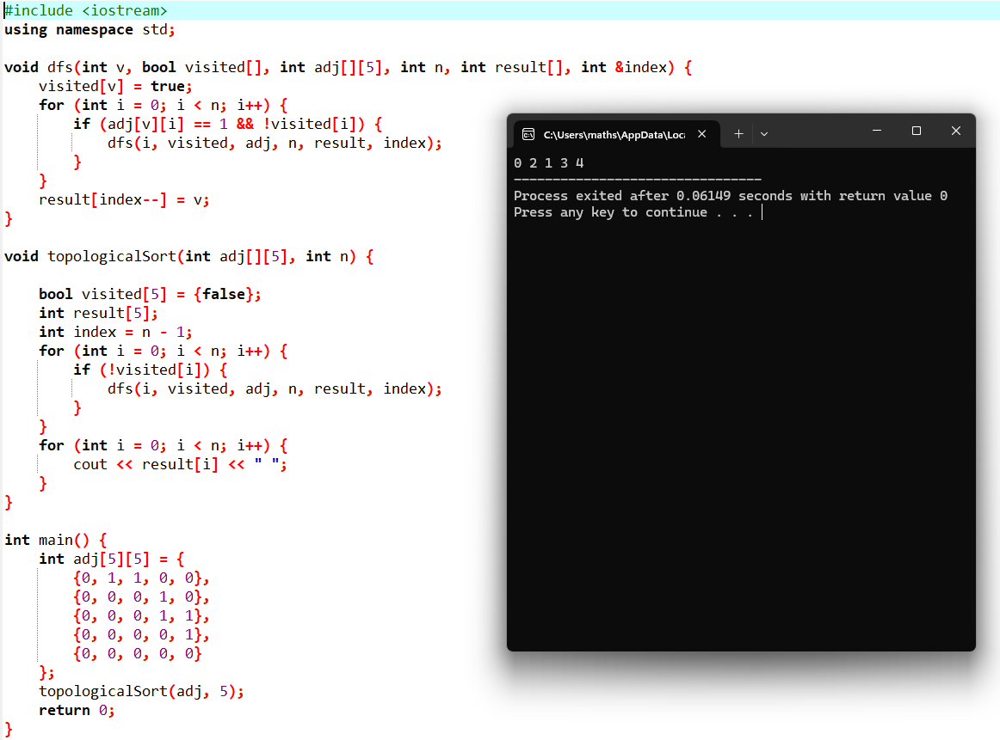 #include <iostream>
using namespace std;
void dfs(int v, bool visited[], int adj[][5], int n, int result[], int &index) {
visited[v] = true;
for (int i = 0; i < n; i++) {
if (adj[v][i] == 1 && !visited[i]) {
dfs(i, visited, adj, n, result, index);
}
}
result[index--] = v;
}
void topologicalSort(int adj[][5], int n) {
bool visited[5] = {false};
int result[5];
int index = n - 1;
for (int i = 0; i < n; i++) {
if (!visited[i]) {
dfs(i, visited, adj, n, result, index);
}
}
for (int i = 0; i < n; i++) {
cout << result[i] << " ";
}
}
int main() {
int adj[5][5] = {
{0, 1, 1, 0, 0},
{0, 0, 0, 1, 0},
{0, 0, 0, 1, 1},
{0, 0, 0, 0, 1},
{0, 0, 0, 0, 0}
};
topologicalSort(adj, 5);
return 0;
}
C:\Users\maths\AppData\Loca
0 2 1 3 4
--------------------------------
Process exited after 0.06149 seconds with return value 0
Press any key to continue . . .